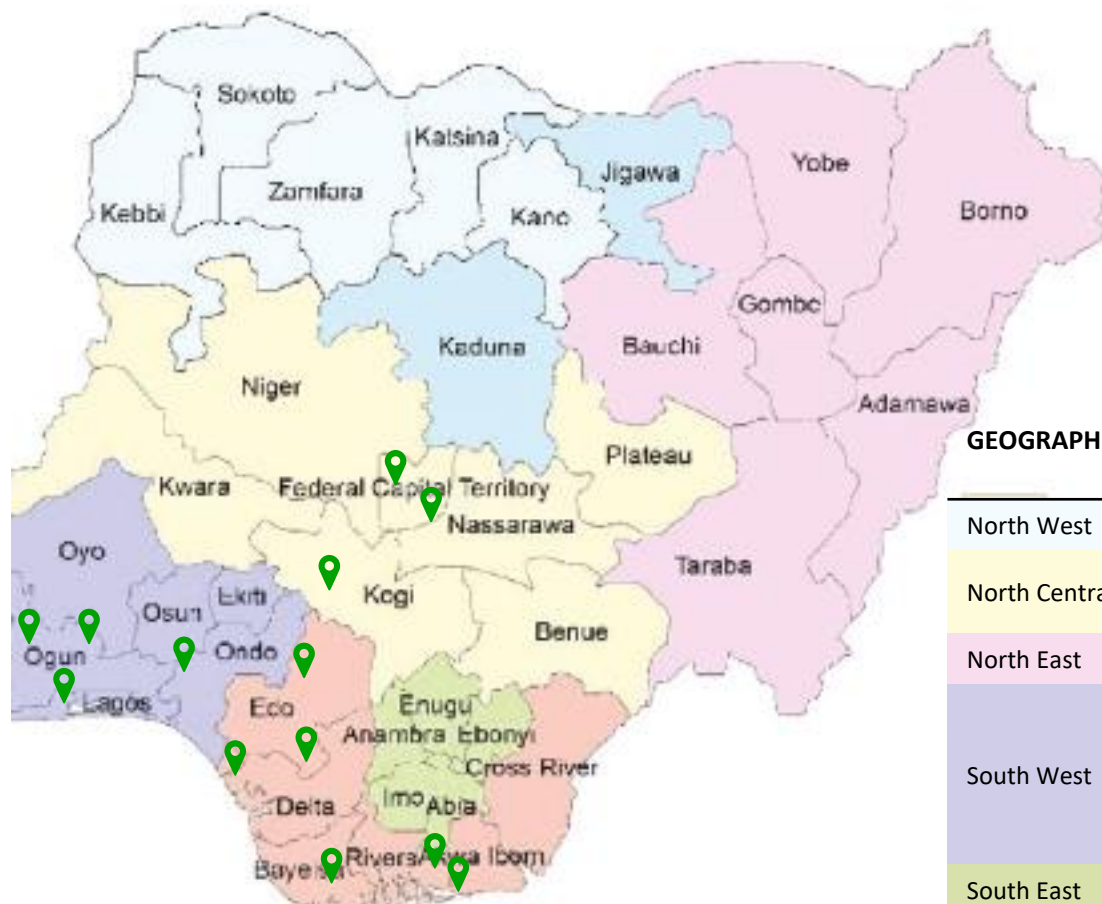 Sokoto
Katsina
Jigawa
Yobe
Zamfara
Kebbi
Kano
Borno
Gombe
Kaduna
Bauchi
Niger
Adamawa
GEOGRAPH
Plateau
Kwara
Federal Capital Territory
Nassarawa
North West
Oyo
Taraba
Kogi
North Centra
Ekiti
Osun
Benue
Ondo
Ogun
North East
Lagos
Enugu
Edo
Anambra Ebonyi
Cross River
South West
Imo
Abia
Delta
Rivers
Akwa Ibom
Bayelsa
South East